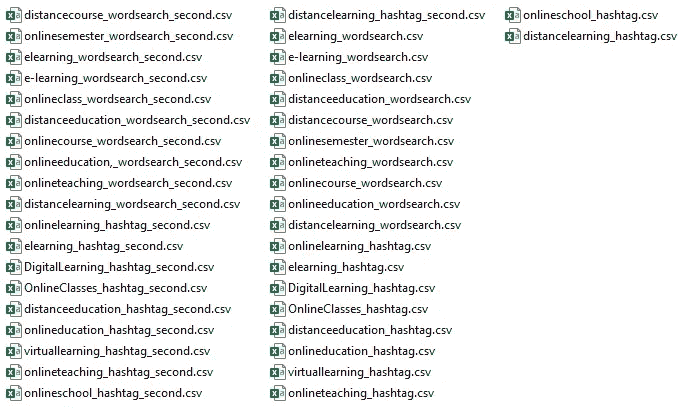 distancecourse_wordsearch_second.csv
onlinesemester_wordsearch_second.csv
elearning_wordsearch_second.csv
e-learning_wordsearch_second.csv
onlineclass_wordsearch_second.csv
distanceeducation_wordsearch_second.csv
onlinecourse_wordsearch_second.csv
onlineeducation,_wordsearch_second.csv
onlineteaching_wordsearch_second.csv
distancelearning_wordsearch_second.csv
onlinelearning_hashtag_second.csv
elearning_hashtag_second.csv
DigitalLearning_hashtag_second.csv
OnlineClasses_hashtag_second.csv
distanceeducation_hashtag_second.csv
onlineducation_hashtag_second.csv
virtuallearning_hashtag_second.csv
onlineteaching_hashtag_second.csv
onlineschool_hashtag_second.csv
distancelearning_hashtag_second.csv
elearning_wordsearch.csv
e-learning_wordsearch.csv
onlineclass_wordsearch.csv
distanceeducation_wordsearch.csv
distancecourse_wordsearch.csv
onlinesemester_wordsearch.csv
onlineteaching_wordsearch.csv
onlinecourse_wordsearch.csv
onlineeducation_wordsearch.csv
distancelearning_wordsearch.csv
onlinelearning_hashtag.csv
elearning_hashtag.csv
DigitalLearning_hashtag.csv
OnlineClasses_hashtag.csv
distanceeducation_hashtag.csv
onlineducation_hashtag.csv
virtuallearning_hashtag.csv
onlineteaching_hashtag.csv
onlineschool_hashtag.csv
distancelearning_hashtag.csv